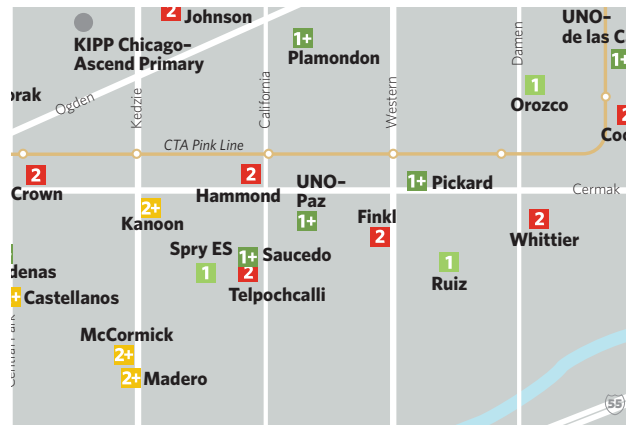 2 Johnson
KIPP Chicago–
Ascend Primary
1+
Plamondon
UNO–
de las C
1+
Damen
1
Orozco
2
Coo
orak
Ogden
Kedzie
California
Western
CTA Pink Line
2
Crown
2
Hammond
UNO–
Paz
1+
1+ Pickard
Cermak
2+
Kanoon
Finkl
2
2
Whittier
Spry ES
1
1+ Saucedo
2
Telpochcalli
1
Ruiz
denas
+ Castellanos
Central Park
McCormick
2+
2+ Madero
55